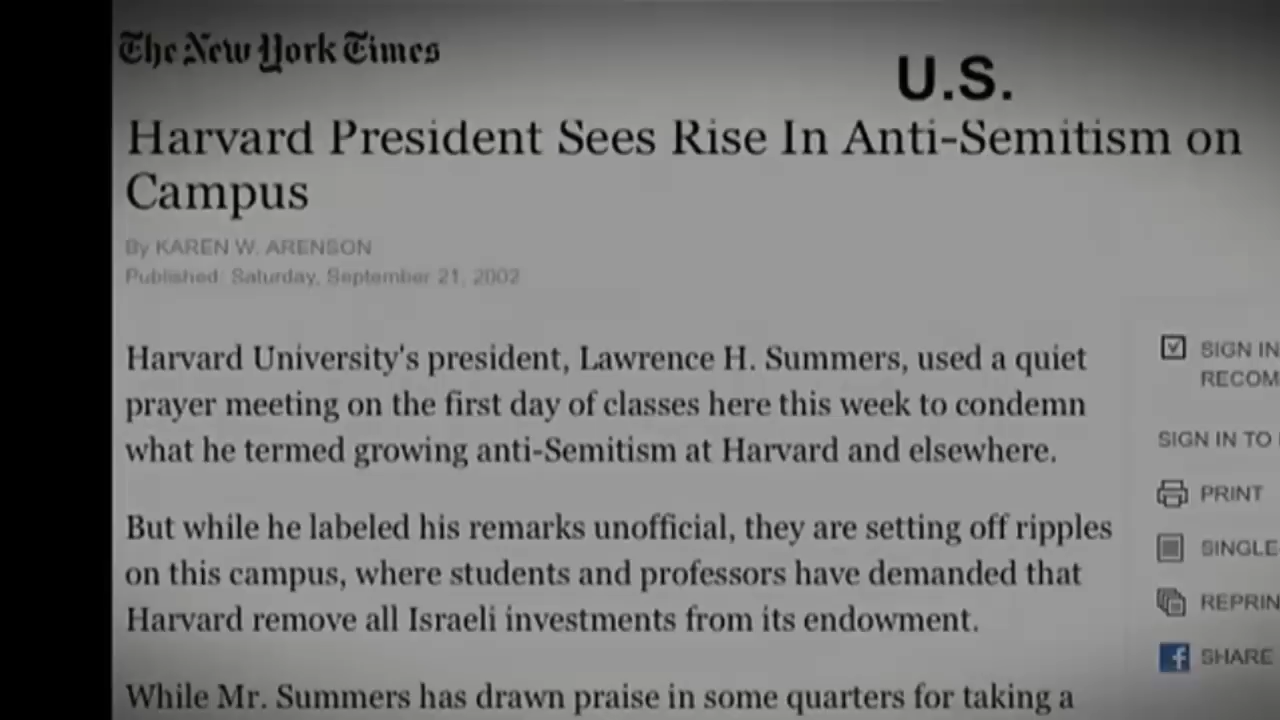 The New York Times
U.S.
Harvard President Sees Rise In Anti-Semitism on
Campus
By KAREN W. ARENSON
Published: Saturday, September 21, 2002
Harvard University's president, Lawrence H. Summers, used a quiet
prayer meeting on the first day of classes here this week to condemn
what he termed growing anti-Semitism at Harvard and elsewhere.
But while he labeled his remarks unofficial, they are setting off ripples
on this campus, where students and professors have demanded that
Harvard remove all Israeli investments from its endowment.
While Mr. Summers has drawn praise in some quarters for taking a
SIGN IN
RECOM
SIGN IN TO
PRINT
SINGLE
REPRIN
SHARE